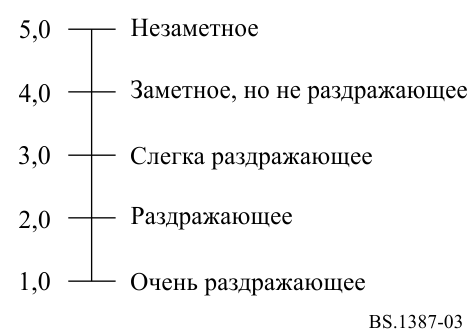 5,0 Незаметное
4,0 Заметное, но не раздражающее
3,0 Слегка раздражающее
2,0 Раздражающее
1,0 Очень раздражающее
BS.1387-03